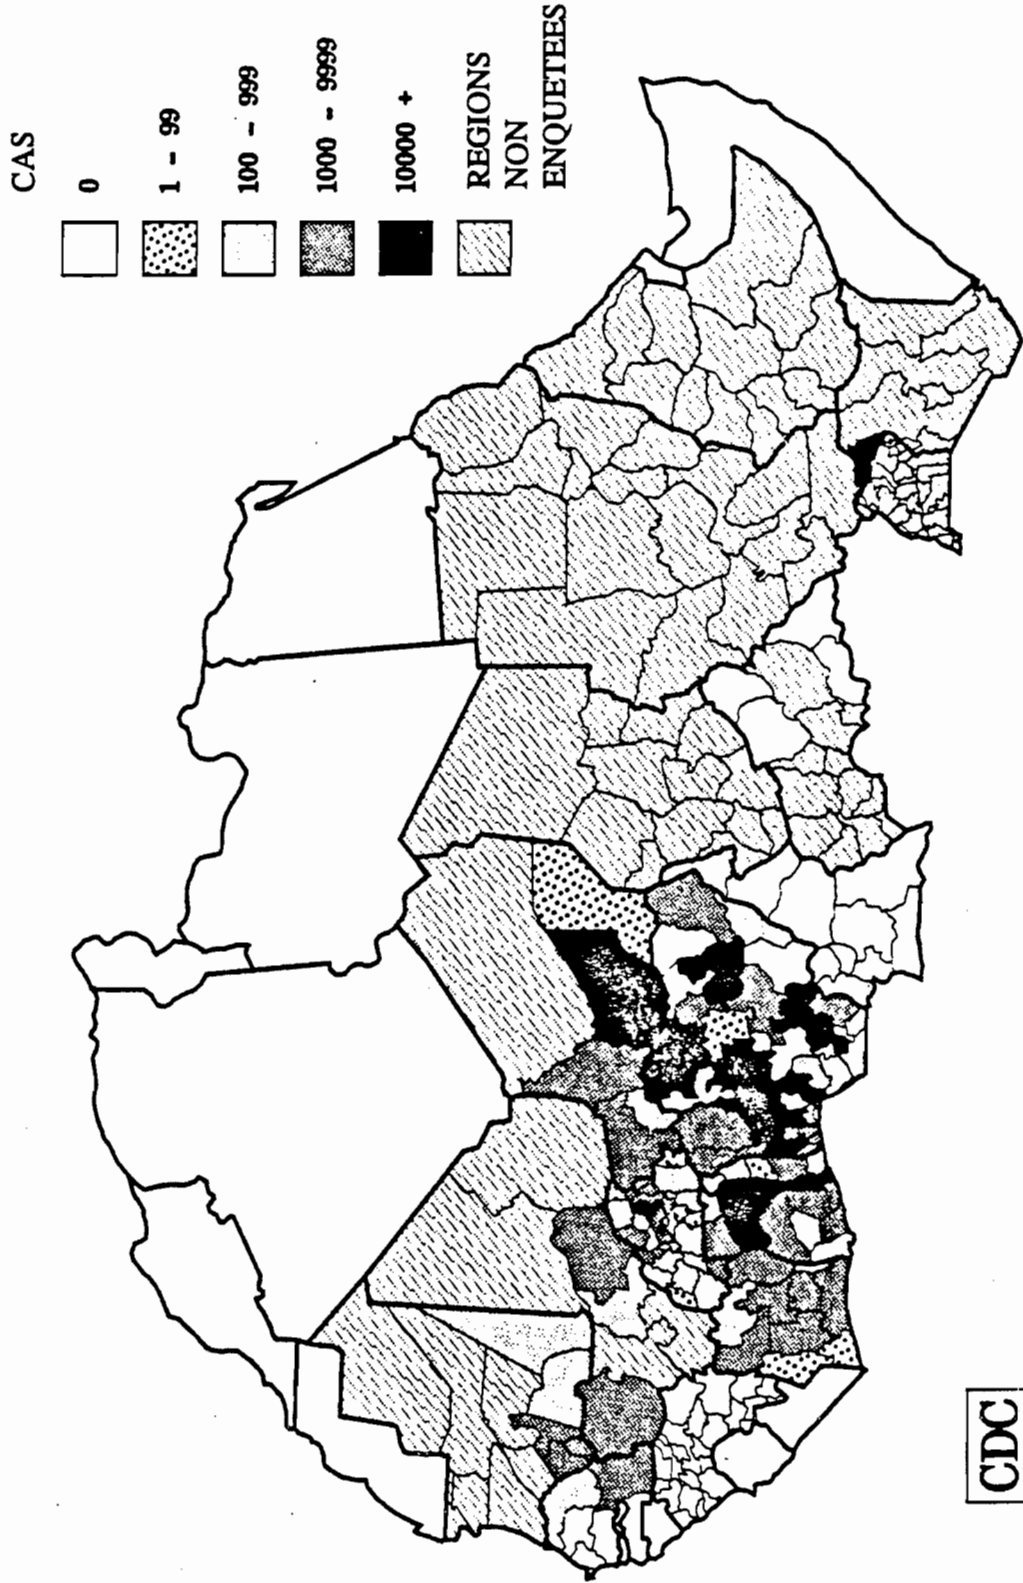 CAS
0
1 - 99
100 - 999
1000 - 9999
10000 +
REGIONS
NON
ENQUETEES
CDC